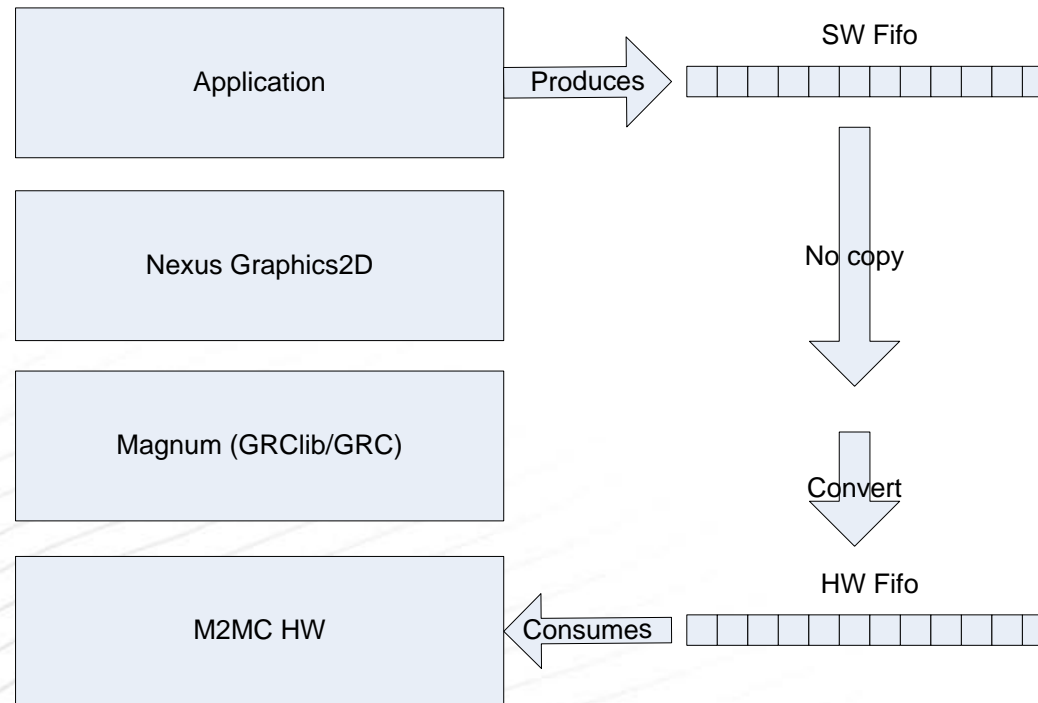 SW Fifo
Application
Produces
Nexus Graphics2D
No copy
Magnum (GRClib/GRC)
Convert
HW Fifo
M2MC HW
Consumes